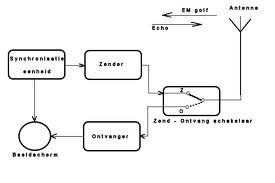 EM golf
Antenne
Echo
Synchronisatie
eenheid
Zender
Z
O
Zend - Ontvang schakelaar
Ontvanger
Beeldscherm